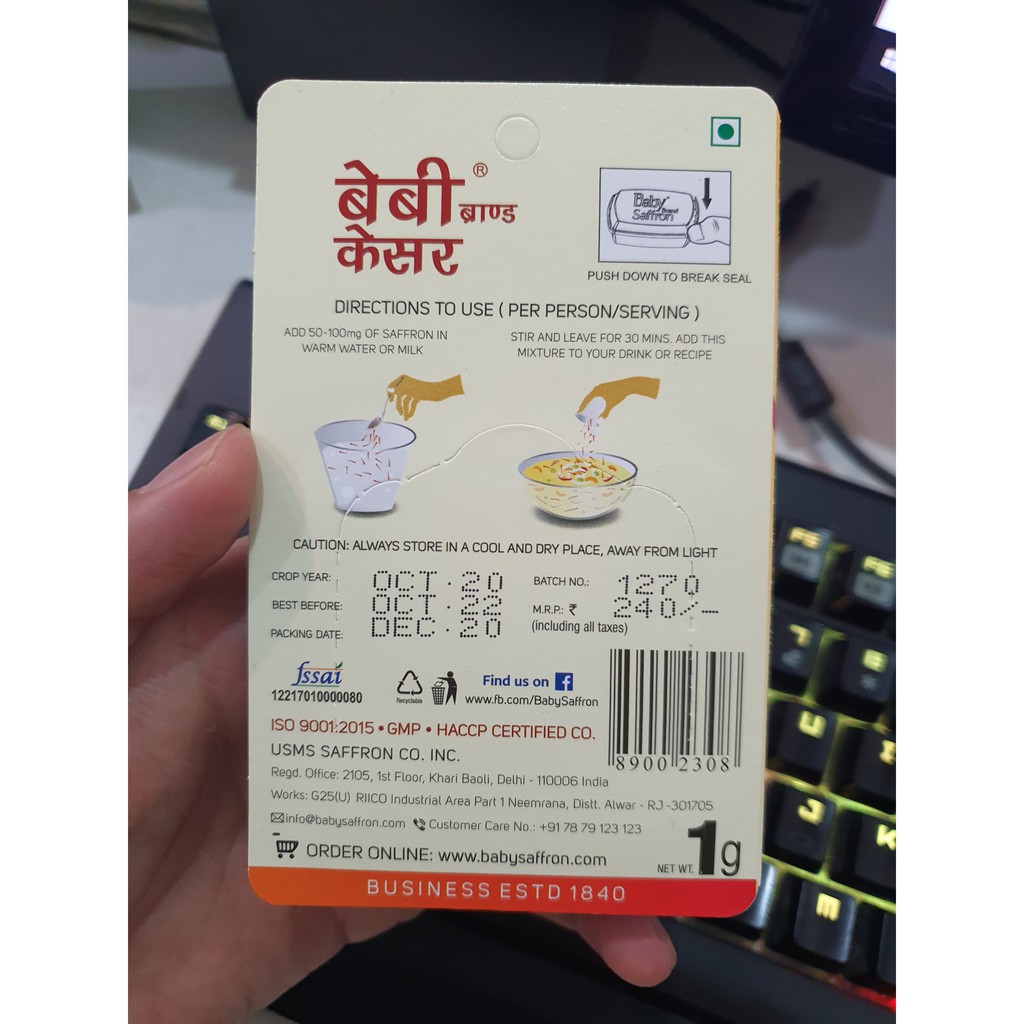 बेबी ® ब्राण्ड
केसर
Baby Brand
Saffron
PUSH DOWN TO BREAK SEAL
DIRECTIONS TO USE ( PER PERSON/SERVING )
ADD 50-100mg OF SAFFRON IN
WARM WATER OR MILK
STIR AND LEAVE FOR 30 MINS. ADD THIS
MIXTURE TO YOUR DRINK OR RECIPE
CAUTION: ALWAYS STORE IN A COOL AND DRY PLACE, AWAY FROM LIGHT
CROP YEAR: OCT.20
BEST BEFORE: OCT.22
PACKING DATE: DEC.20
BATCH NO.: 1270
M.R.P.: ₹ 240/-
(including all taxes)
fssai
12217010000080
Recyclable
Find us on f
www.fb.com/BabySaffron
8900 2308
ISO 9001:2015 • GMP • HACCP CERTIFIED CO.
USMS SAFFRON CO. INC.
Regd. Office: 2105, 1st Floor, Khari Baoli, Delhi - 110006 India
Works: G25(U) RIICO Industrial Area Part 1 Neemrana, Distt. Alwar - RJ -301705
info@babysaffron.com Customer Care No.: +91 78 79 123 123
ORDER ONLINE: www.babysaffron.com
NET WT. 1g
BUSINESS ESTD 1840
F5
F6
7
8
U
J
K
M